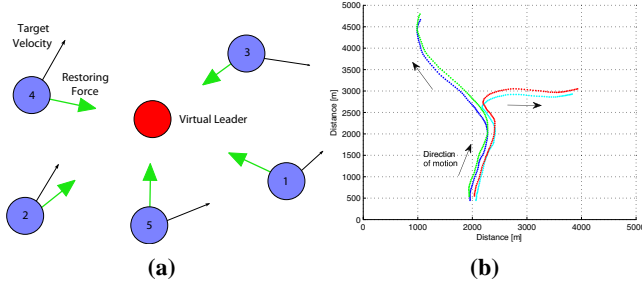 Target
Velocity
4
Restoring
Force
3
Virtual Leader
2
5
1
(a)
Distance [m]
5000
4500
4000
3500
3000
2500
2000
1500
1000
500
0
Direction
of motion
0 1000 2000 3000 4000 5000
Distance [m]
(b)